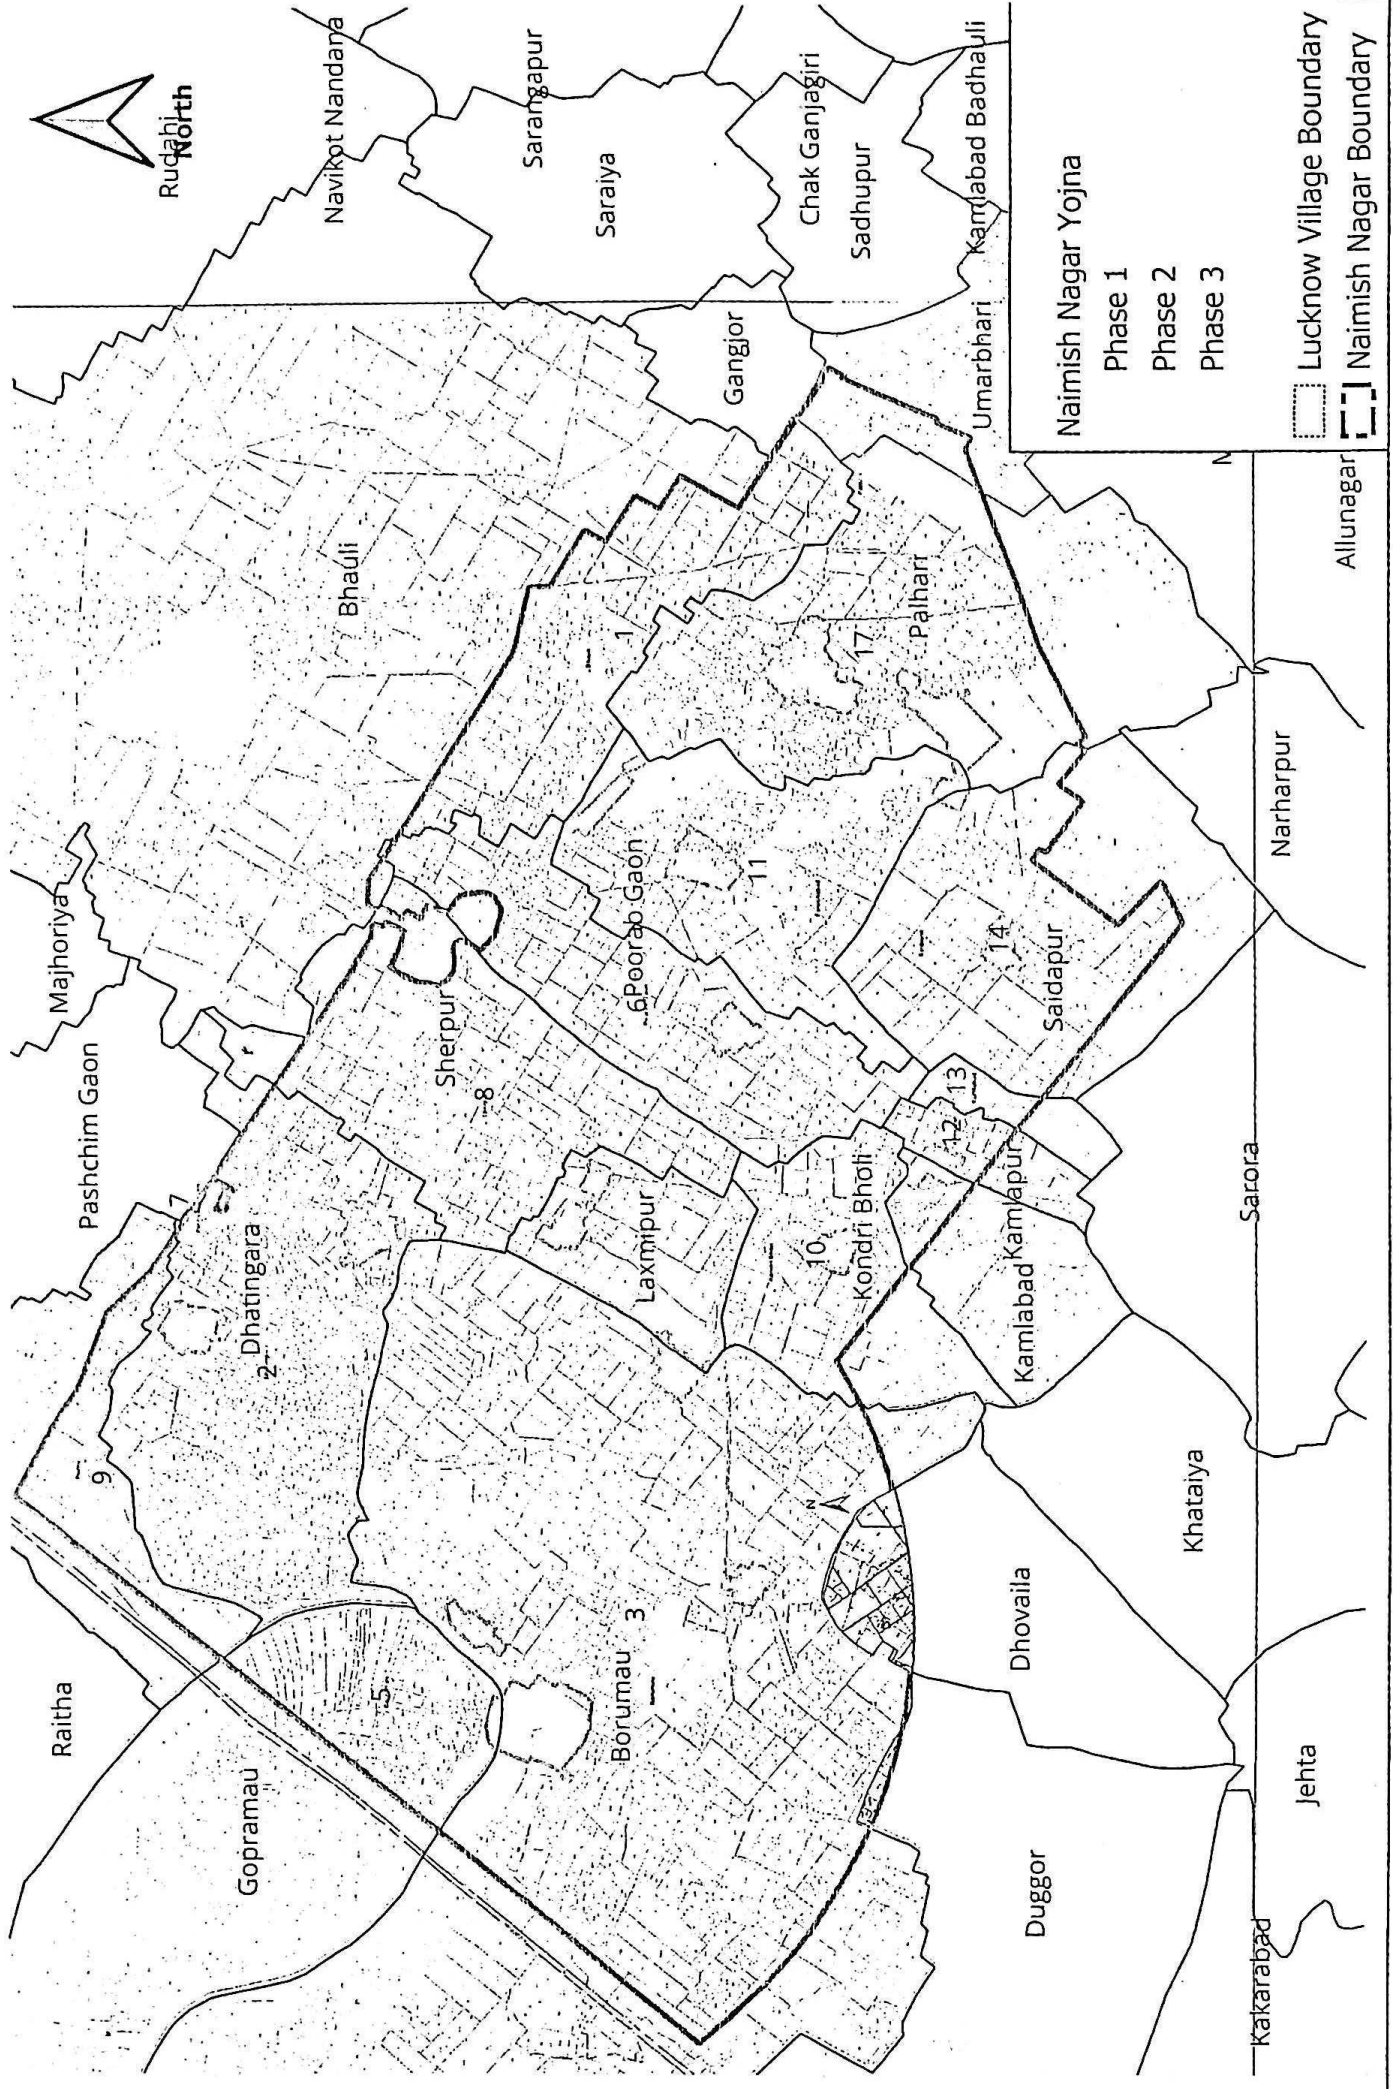 North
Rudahi
Navikot Nandana
Sarangapur
Saraiya
Chak Ganjagiri
Sadhupur
Kamlabad Badhauli
Gangjor
Umarbhari
Bhauli
Majhoriya
Pashchim Gaon
1
17
Palhari
Poorab Gaon
6
11
14
Saidapur
Sherpur
8
13
12
Dhatingara
2
Laxmipur
10
Kondri Bholi
Kamlapur
Kamlabad
9
Raitha
5
Gopramau
Borumau
3
N
Dhovaila
Khataiya
Duggor
Jehta
Kakarabad
Sarora
Narharpur
Allunagar
N
Naimish Nagar Yojna
Phase 1
Phase 2
Phase 3
Lucknow Village Boundary
Naimish Nagar Boundary